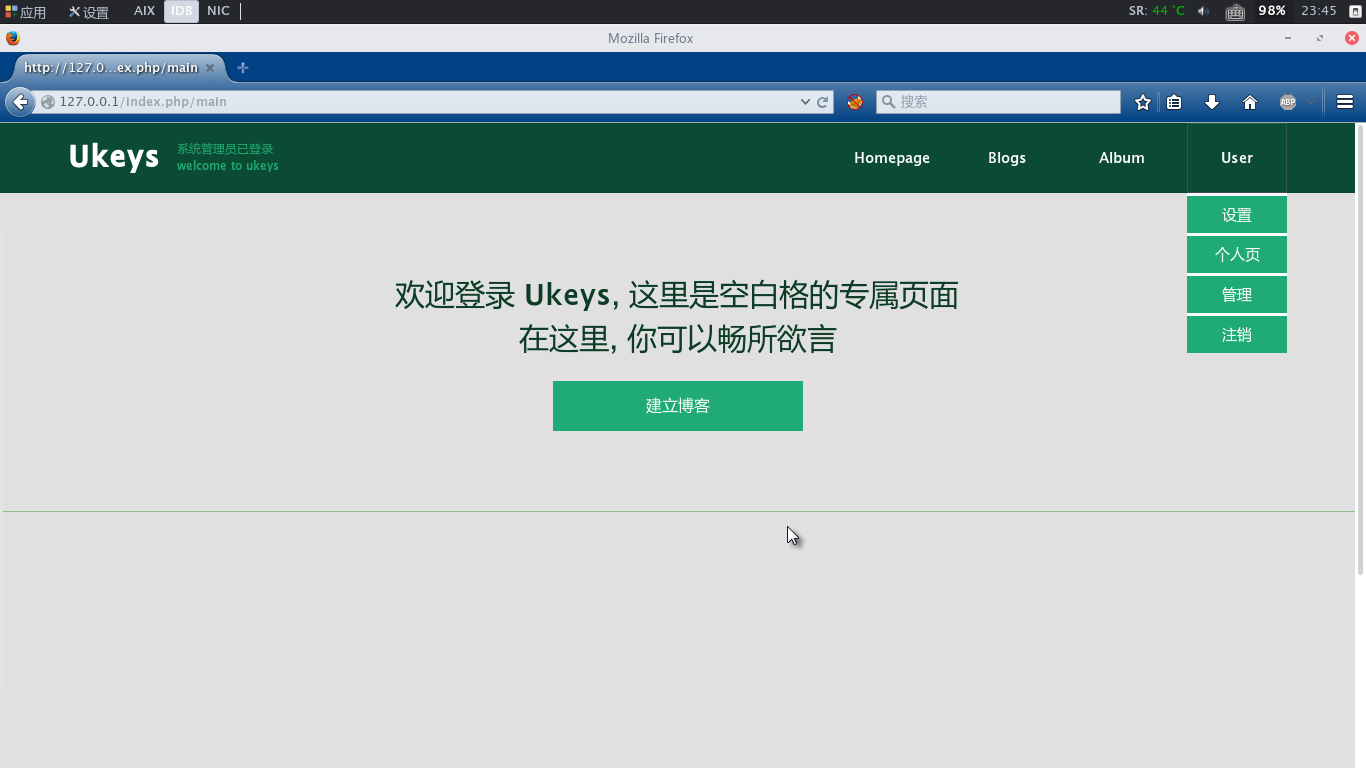 应用 设置 AIX IDB NIC SR: 44 °C 98% 23:45
Mozilla Firefox
http://127.0...ex.php/main
127.0.0.1/index.php/main 搜索 ABP
Ukeys
系统管理员已登录
welcome to ukeys
Homepage Blogs Album User
设置
个人页
管理
注销
欢迎登录 Ukeys, 这里是空白格的专属页面
在这里, 你可以畅所欲言
建立博客